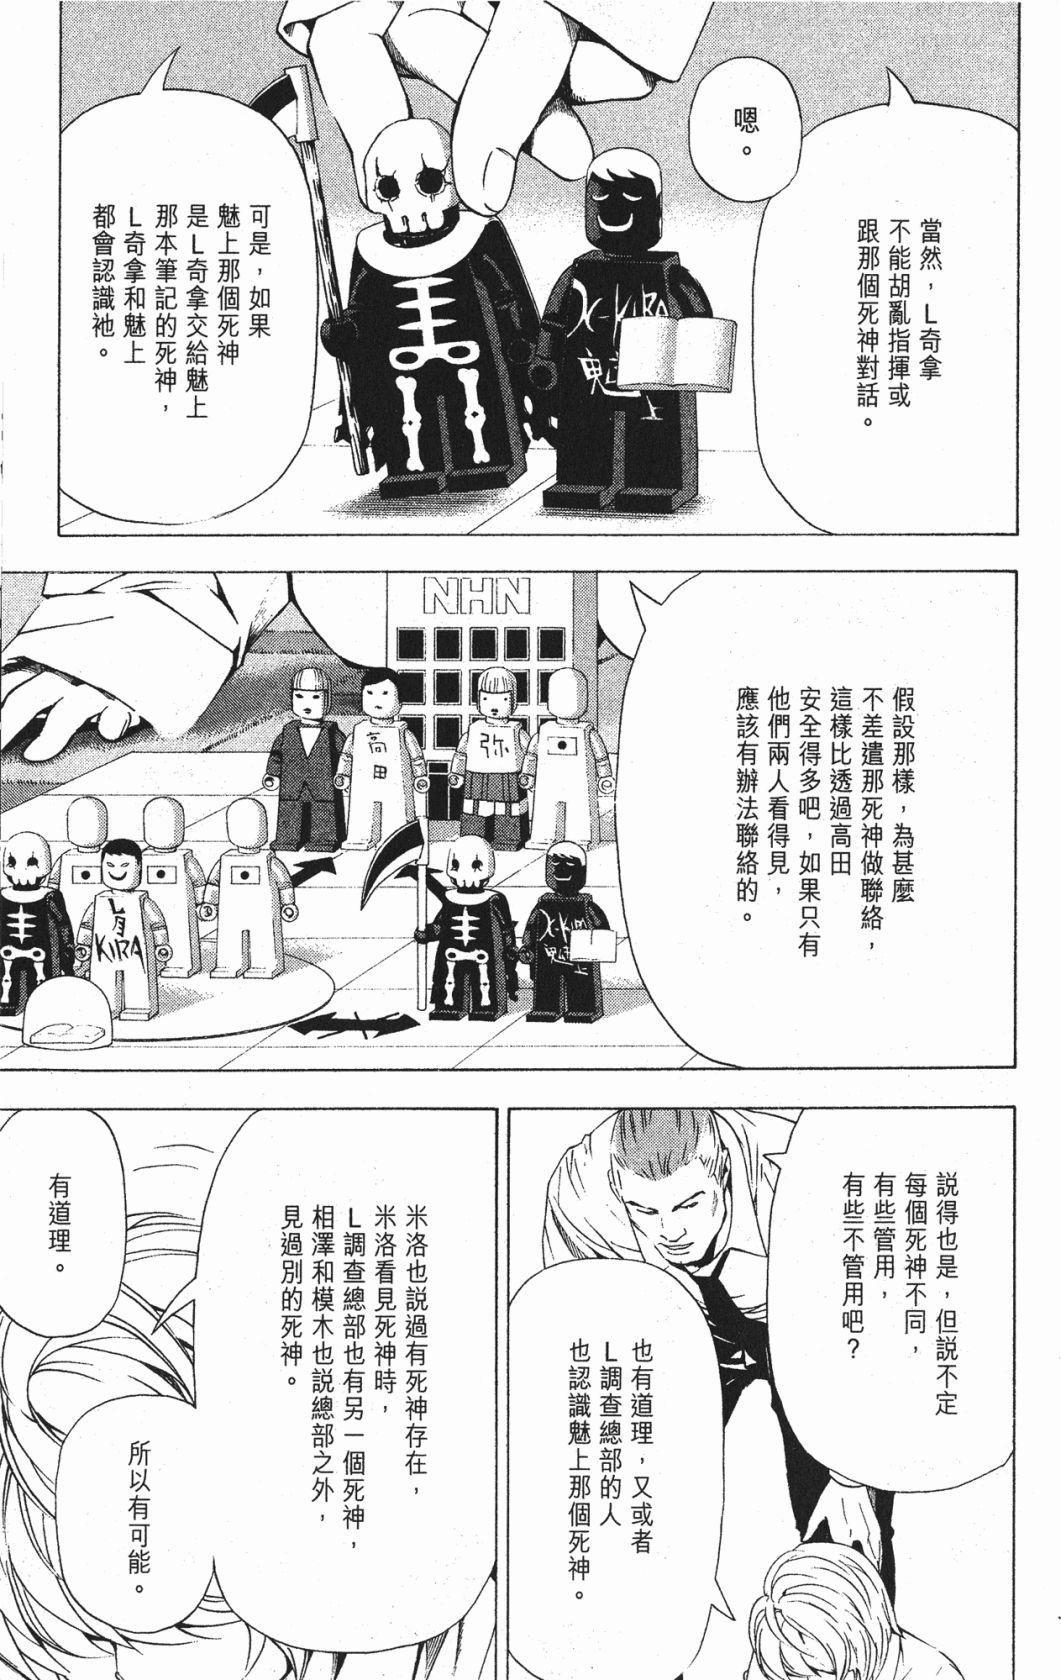 當然，L奇拿
不能胡亂指揮或
跟那個死神對話。
嗯。
X-KIRA
魅上
可是，如果
魅上那個死神
是L奇拿交給魅上
那本筆記的死神，
L奇拿和魅上
都會認識祂。
假設那樣，為甚麼
不差遣那死神做聯絡，
這樣比透過高田
安全得多吧，如果只有
他們兩人看得見，
應該有辦法聯絡的。
NHN
高田
弥
X-KIRA
魅上
L
KIRA
說得也是，但說不定
每個死神不同，
有些管用，
有些不管用吧？
也有道理，又或者
L調查總部的人
也認識魅上那個死神。
米洛也說過有死神存在，
米洛看見死神時，
L調查總部也有另一個死神，
相澤和模木也說總部之外，
見過別的死神。
有道理。
所以有可能。